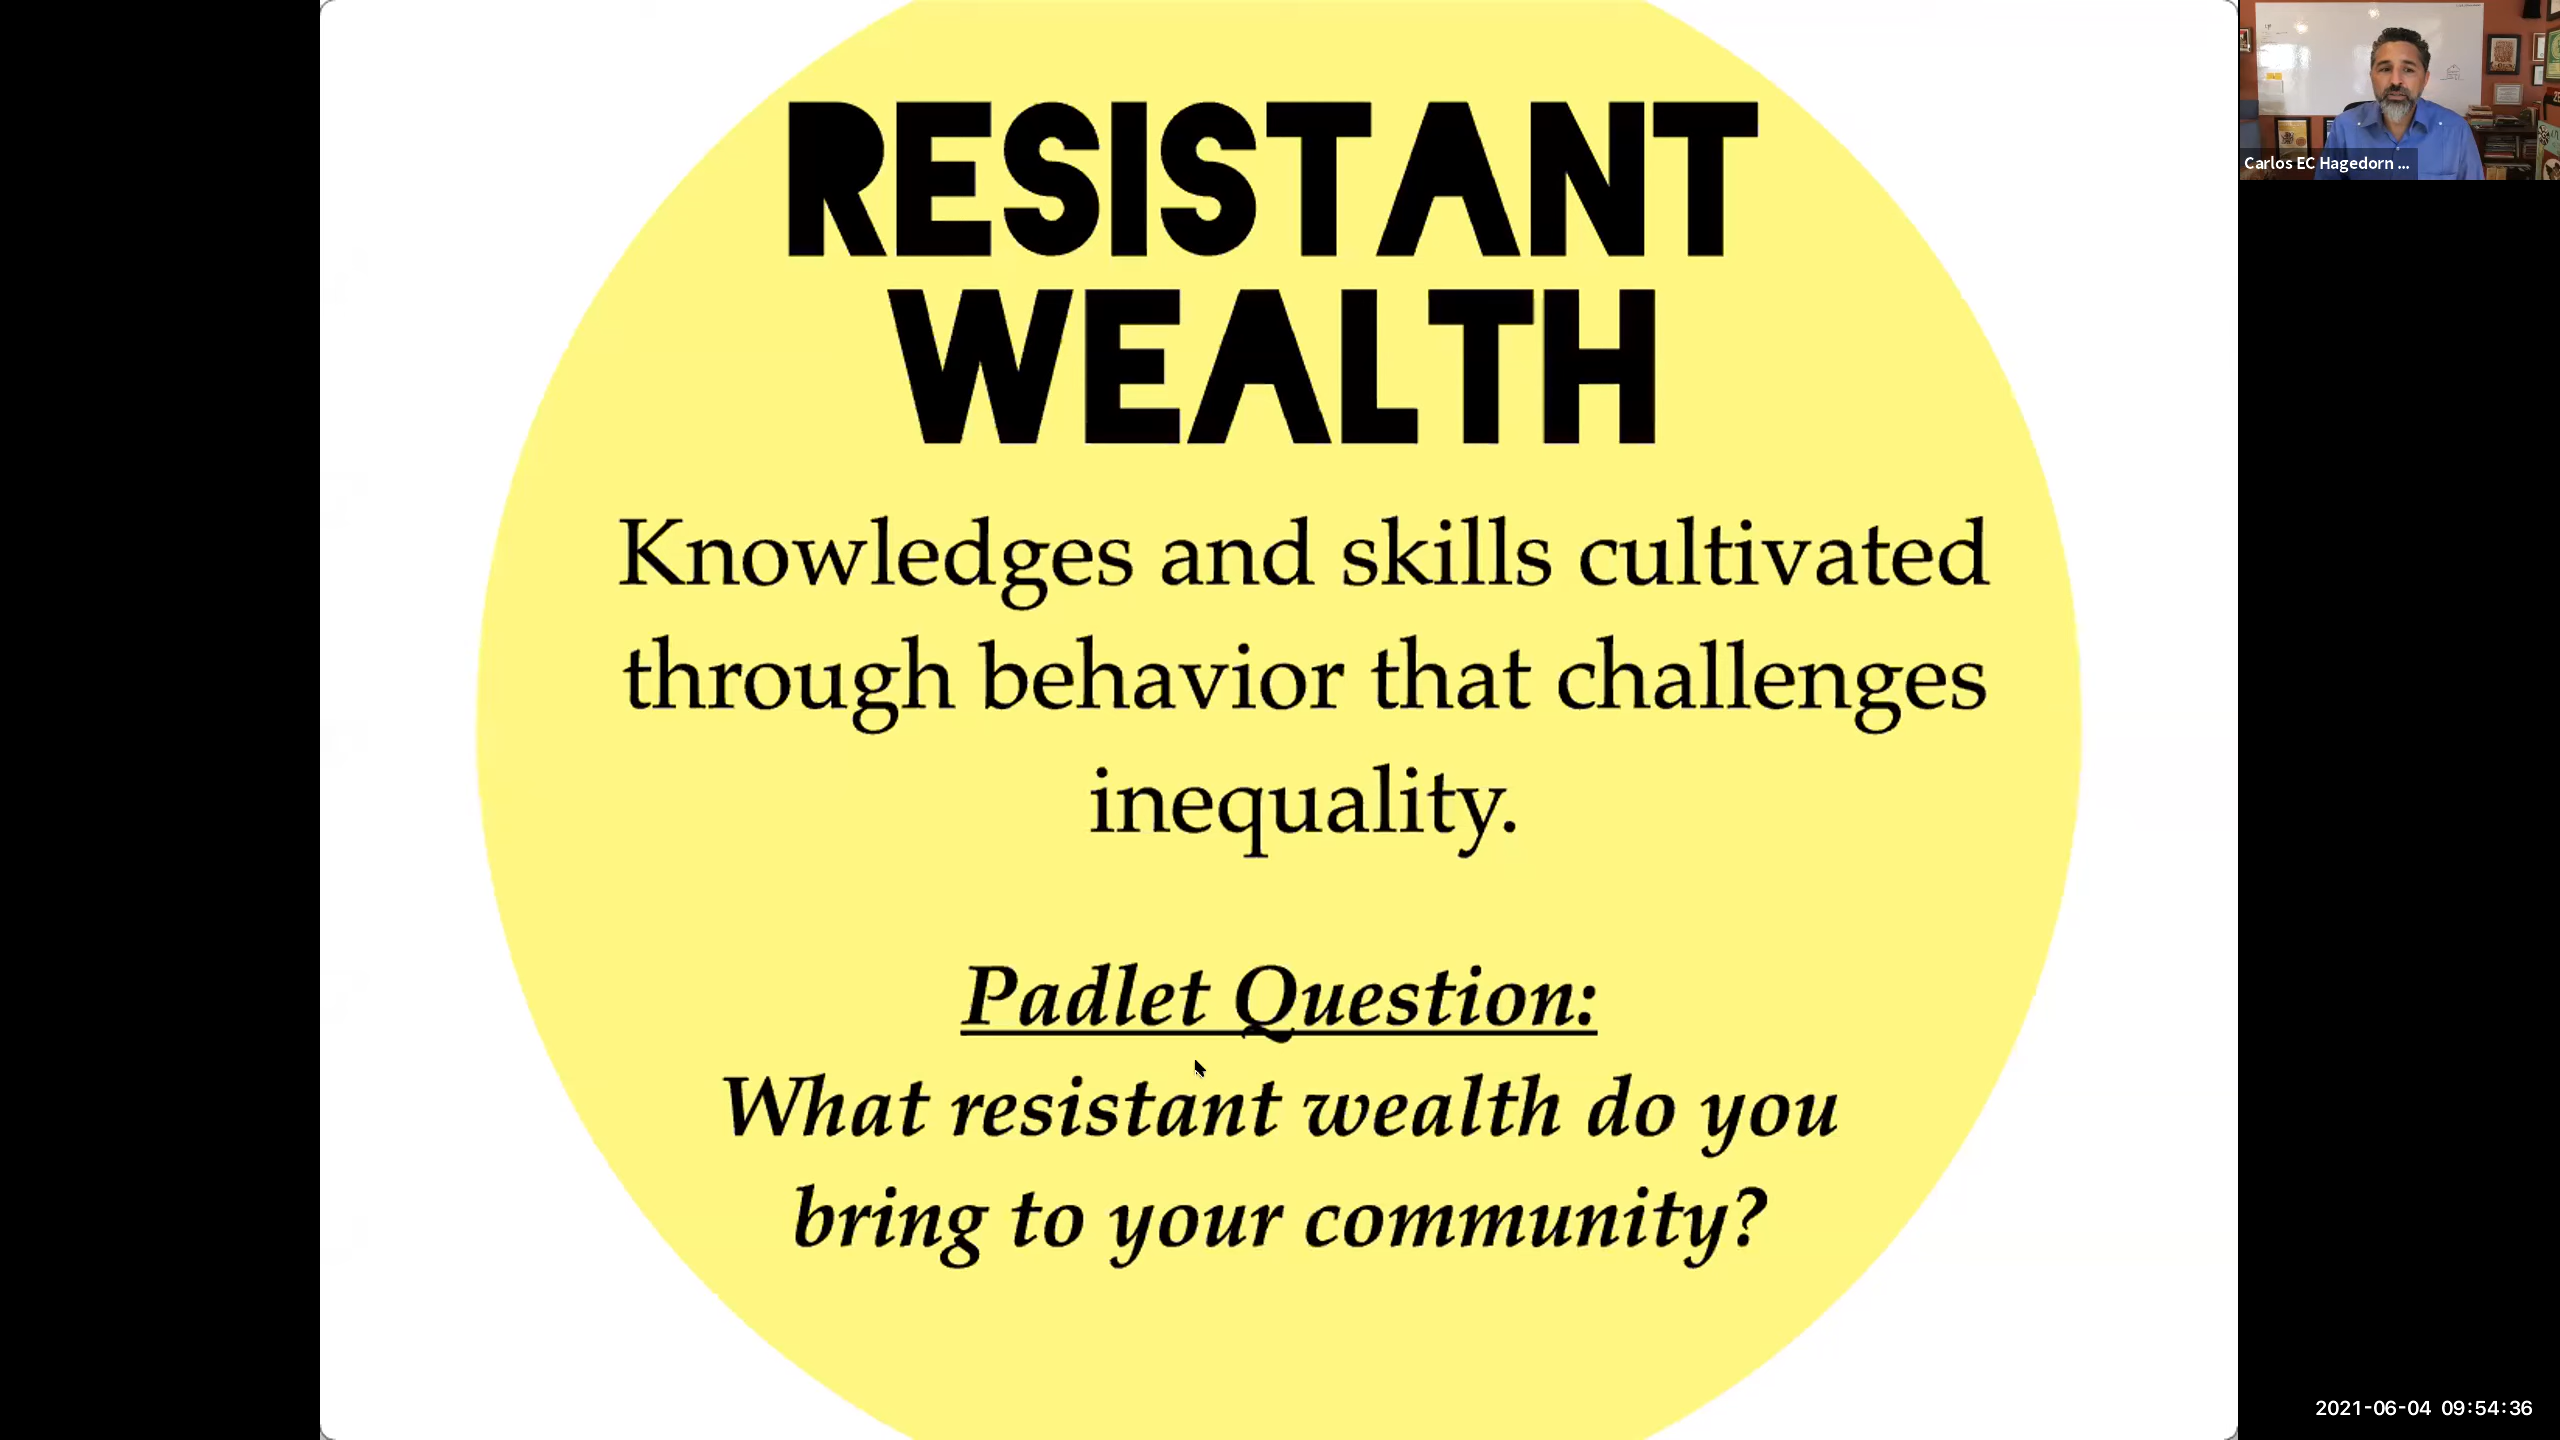 RESISTANT
WEALTH
Knowledges and skills cultivated
through behavior that challenges
inequality.
Padlet Question:
What resistant wealth do you
bring to your community?
Carlos EC Hagedorn ...
2021-06-04 09:54:36